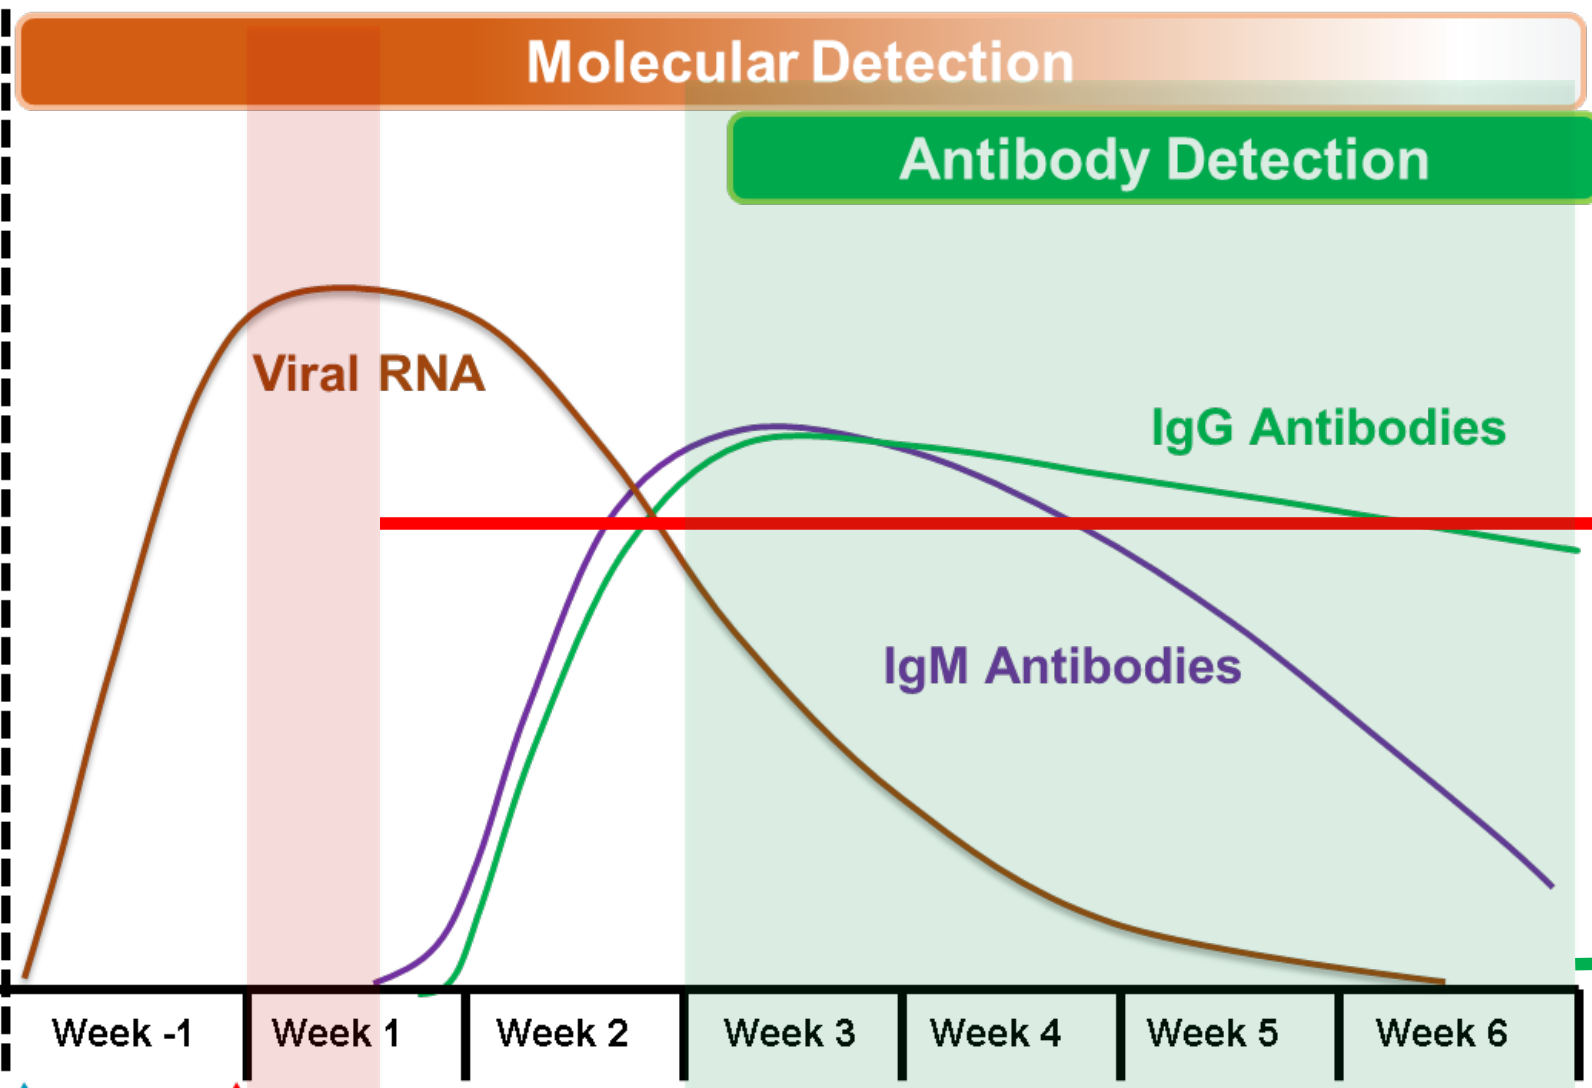 Molecular Detection
Antibody Detection
Viral RNA
IgG Antibodies
IgM Antibodies
Week -1
Week 1
Week 2
Week 3
Week 4
Week 5
Week 6